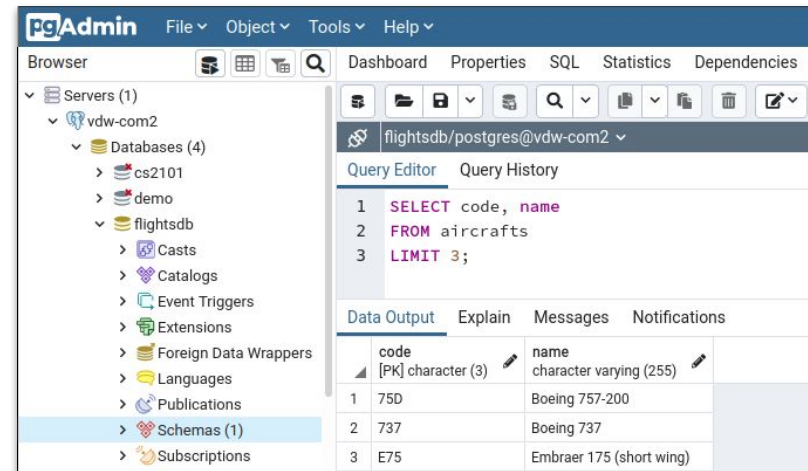 pgAdmin File Object Tools Help
Browser
Dashboard Properties SQL Statistics Dependencies
Servers (1)
vdw-com2
Databases (4)
cs2101
demo
flightsdb
Casts
Catalogs
Event Triggers
Extensions
Foreign Data Wrappers
Languages
Publications
Schemas (1)
Subscriptions
flightsdb/postgres@vdw-com2
Query Editor Query History
1 SELECT code, name
2 FROM aircrafts
3 LIMIT 3;
Data Output Explain Messages Notifications
code name
[PK] character (3) character varying (255)
1 75D Boeing 757-200
2 737 Boeing 737
3 E75 Embraer 175 (short wing)